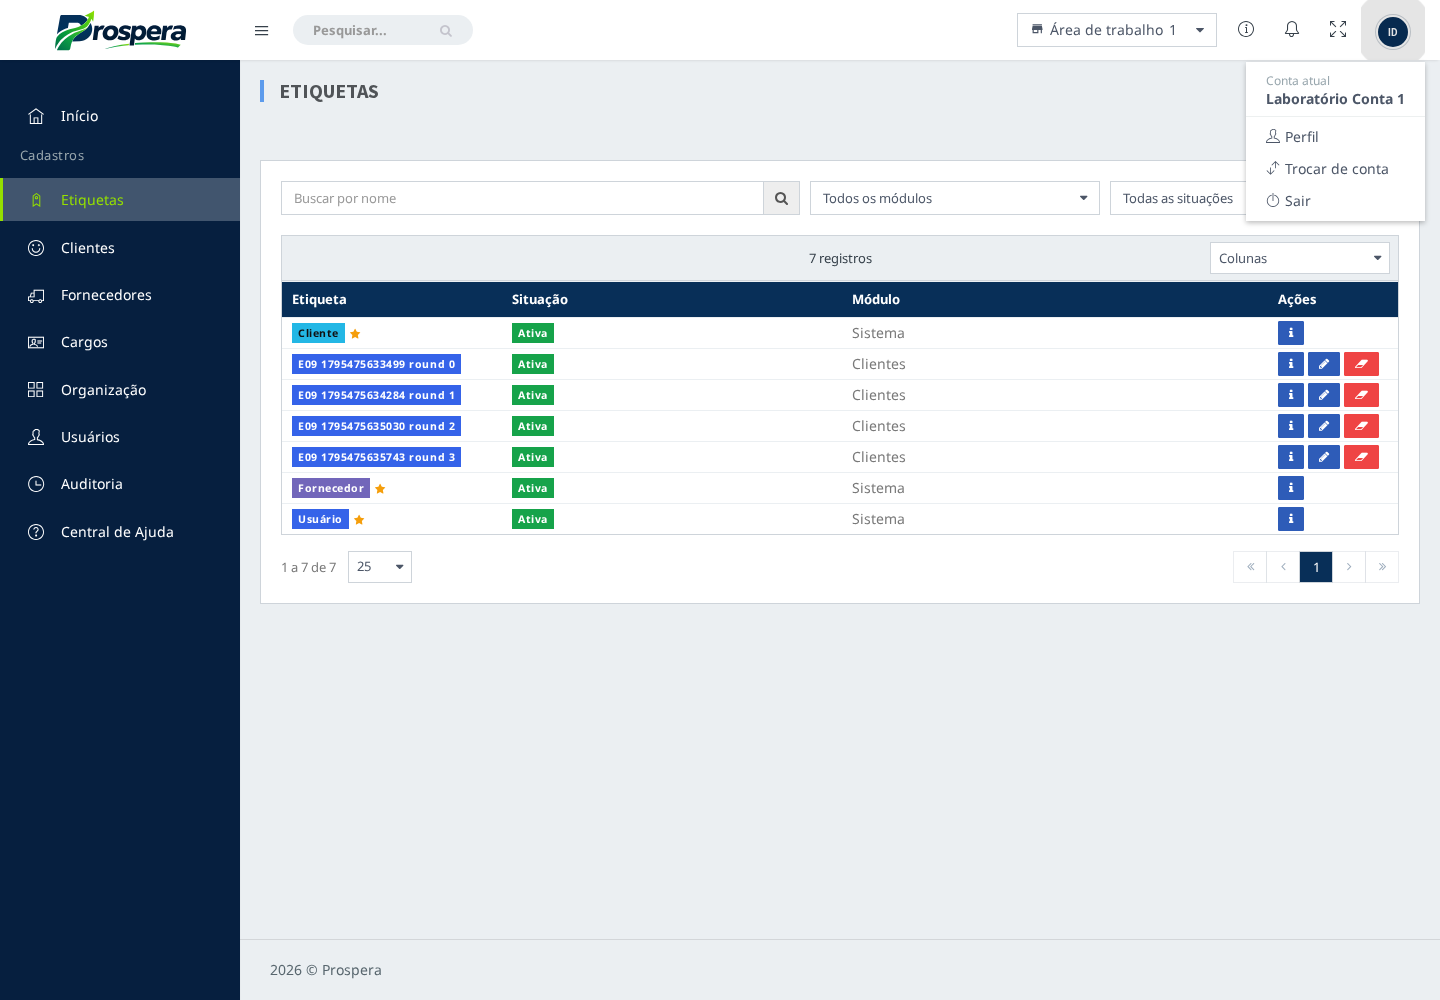 Prospera
Pesquisar...
Área de trabalho 1
ID
Conta atual
Laboratório Conta 1
Perfil
Trocar de conta
Sair
Início
Cadastros
Etiquetas
Clientes
Fornecedores
Cargos
Organização
Usuários
Auditoria
Central de Ajuda
ETIQUETAS
Buscar por nome
Todos os módulos
Todas as situações
7 registros
Colunas
Etiqueta Situação Módulo Ações
Cliente Ativa Sistema
E09 1795475633499 round 0 Ativa Clientes
E09 1795475634284 round 1 Ativa Clientes
E09 1795475635030 round 2 Ativa Clientes
E09 1795475635743 round 3 Ativa Clientes
Fornecedor Ativa Sistema
Usuário Ativa Sistema
1 a 7 de 7 25
« ‹ 1 › »
2026 © Prospera